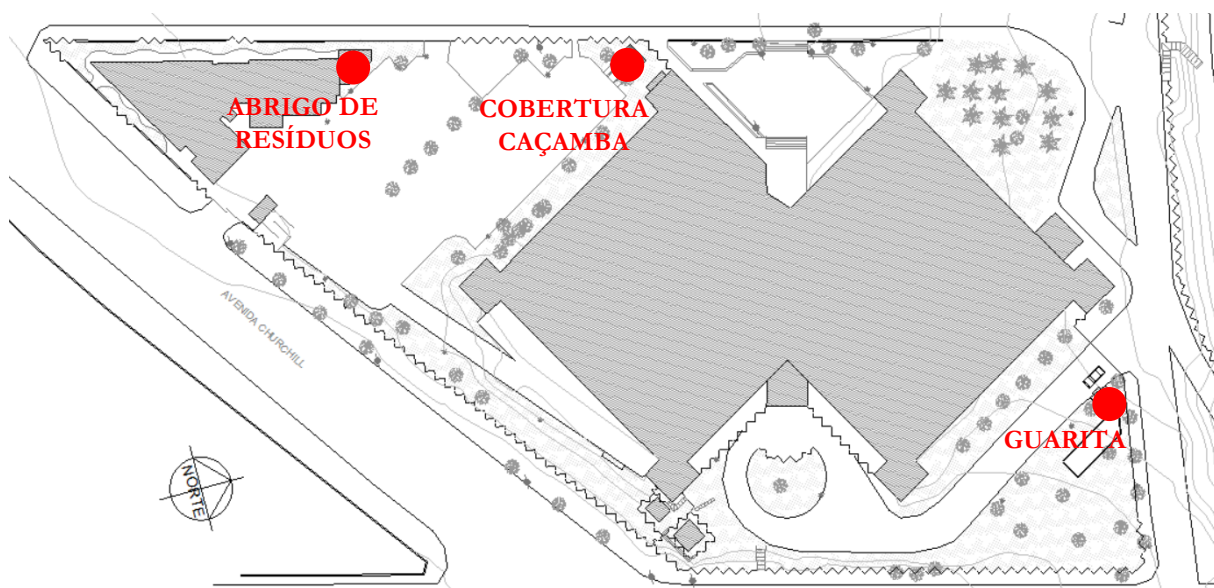 ABRIGO DE
RESÍDUOS
COBERTURA
CAÇAMBA
AVENIDA CHURCHILL
GUARITA
NORTE